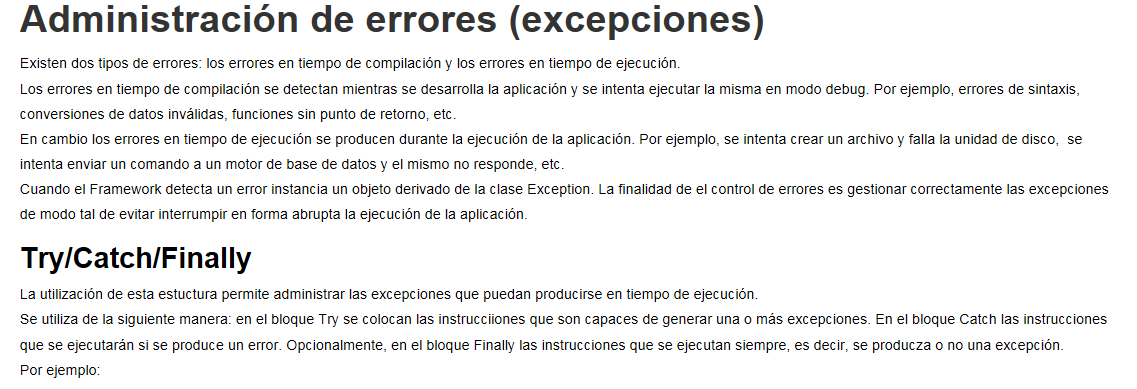 Administración de errores (excepciones)
Existen dos tipos de errores: los errores en tiempo de compilación y los errores en tiempo de ejecución.
Los errores en tiempo de compilación se detectan mientras se desarrolla la aplicación y se intenta ejecutar la misma en modo debug. Por ejemplo, errores de sintaxis,
conversiones de datos inválidas, funciones sin punto de retorno, etc.
En cambio los errores en tiempo de ejecución se producen durante la ejecución de la aplicación. Por ejemplo, se intenta crear un archivo y falla la unidad de disco,  se
intenta enviar un comando a un motor de base de datos y el mismo no responde, etc.
Cuando el Framework detecta un error instancia un objeto derivado de la clase Exception. La finalidad de el control de errores es gestionar correctamente las excepciones
de modo tal de evitar interrumpir en forma abrupta la ejecución de la aplicación.
Try/Catch/Finally
La utilización de esta estuctura permite administrar las excepciones que puedan producirse en tiempo de ejecución.
Se utiliza de la siguiente manera: en el bloque Try se colocan las instrucciiones que son capaces de generar una o más excepciones. En el bloque Catch las instrucciones
que se ejecutarán si se produce un error. Opcionalmente, en el bloque Finally las instrucciones que se ejecutan siempre, es decir, se producza o no una excepción.
Por ejemplo: